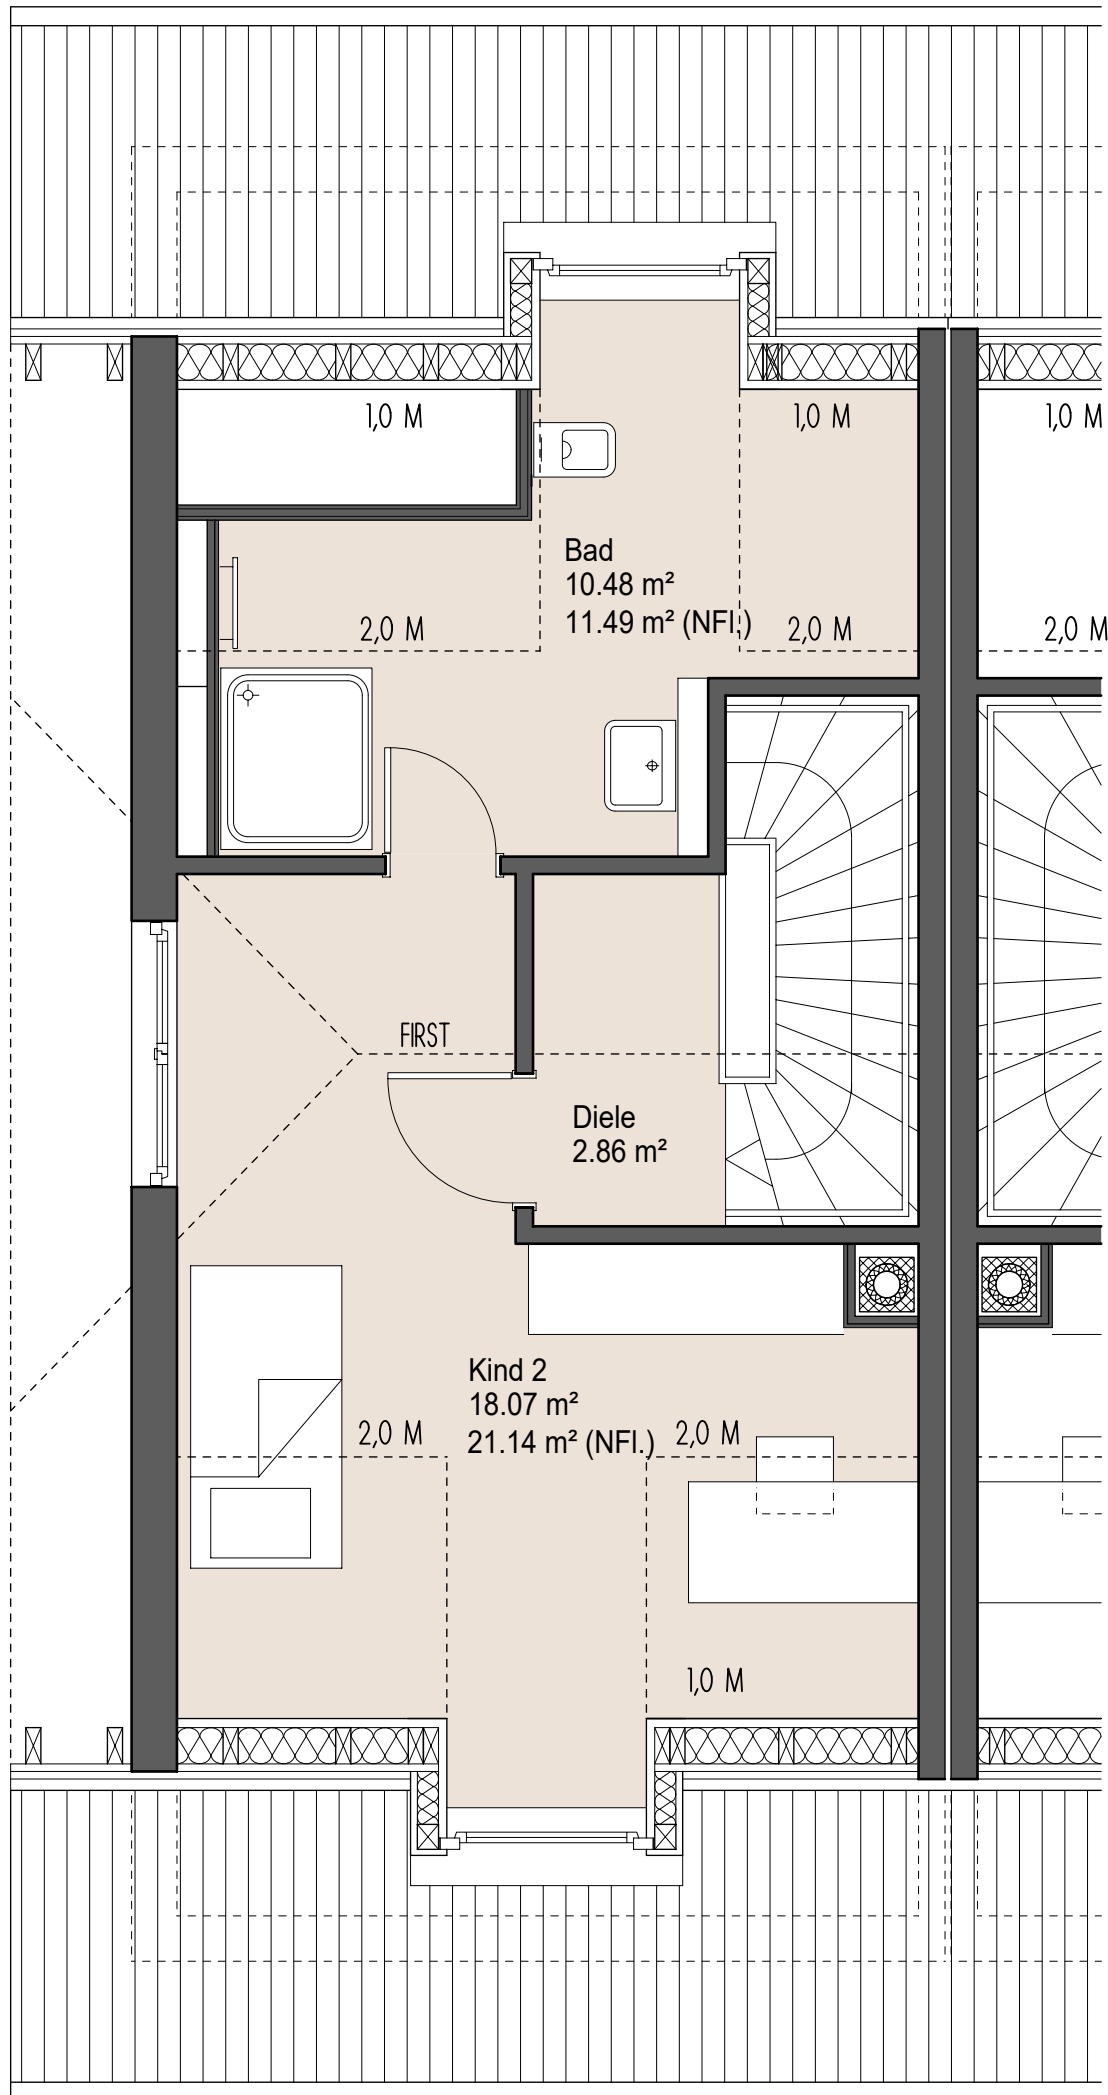 1,0 M
1,0 M
1,0 M
Bad
10.48 m²
11.49 m² (NFl.)
2,0 M
2,0 M
2,0 M
FIRST
Diele
2.86 m²
Kind 2
18.07 m²
21.14 m² (NFl.)
2,0 M
2,0 M
1,0 M